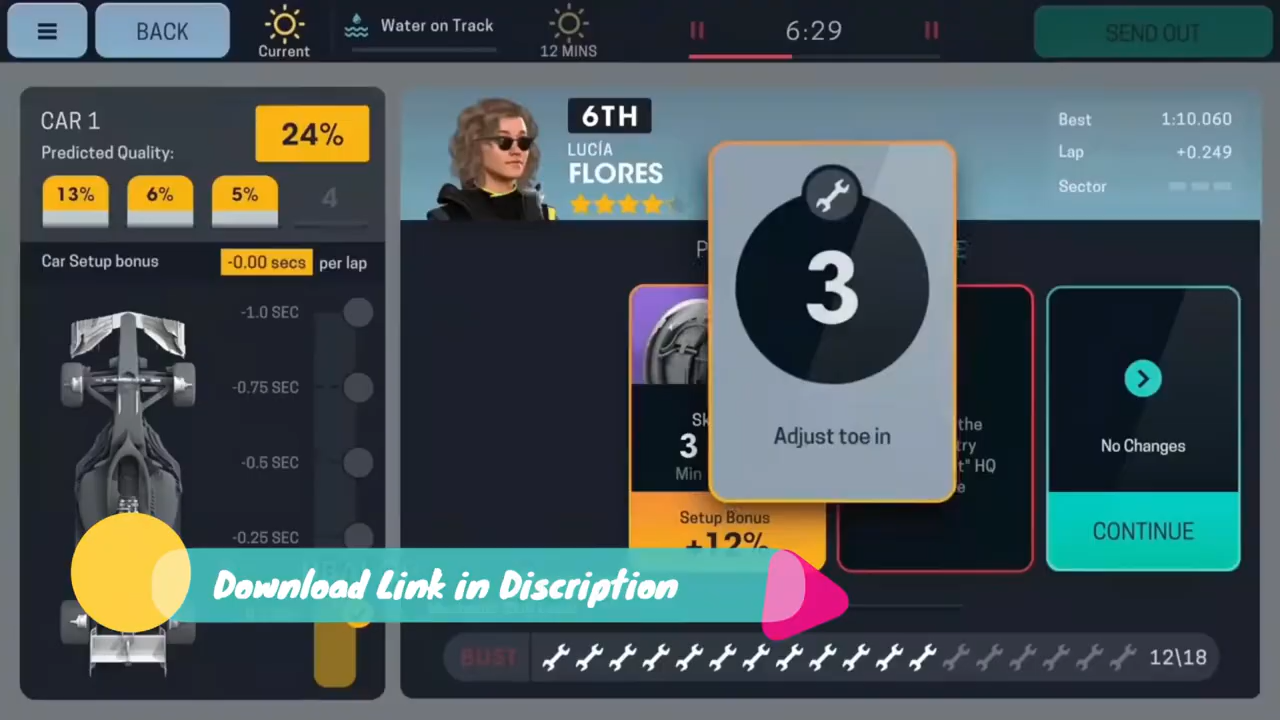 BACK
Current
Water on Track
12 MINS
6:29
SEND OUT
CAR 1
24%
Predicted Quality:
13%
6%
5%
4
Car Setup bonus
-0.00 secs
per lap
-1.0 SEC
-0.75 SEC
-0.5 SEC
-0.25 SEC
6TH
LUCÍA
FLORES
Best 1:10.060
Lap +0.249
Sector
3
Adjust toe in
3
Min
Setup Bonus
+12%
the
HQ
No Changes
CONTINUE
Download Link in Discription
BUST
12\18